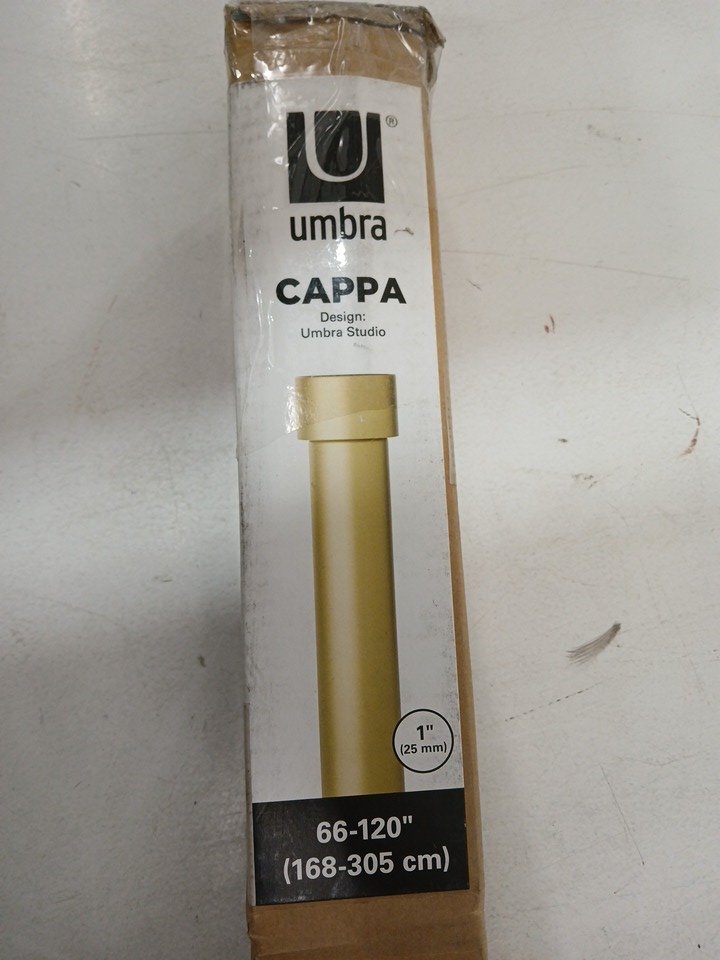 U®
umbra
CAPPA
Design:
Umbra Studio
1"
(25 mm)
66-120"
(168-305 cm)